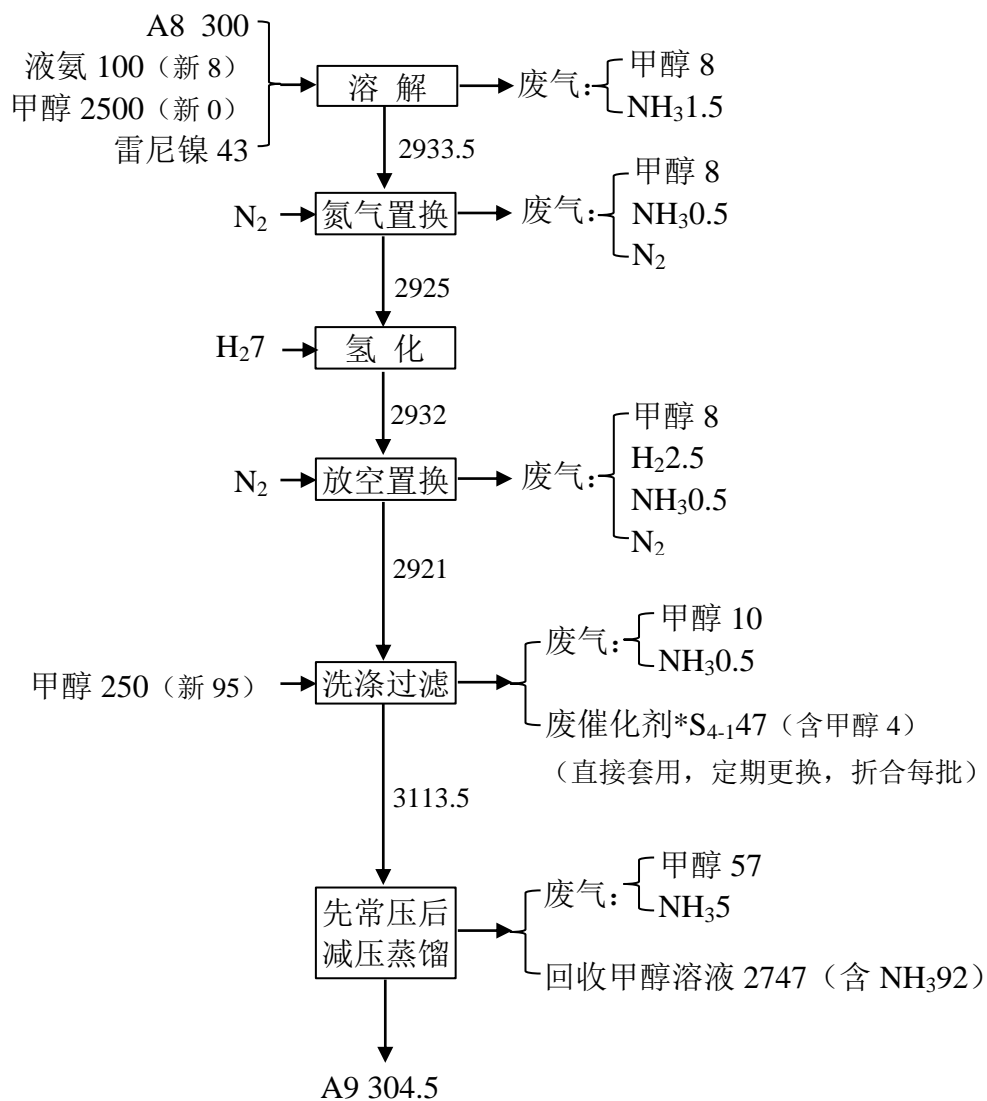 A8 300
液氨 100（新 8）
甲醇 2500（新 0）
雷尼镍 43
溶 解
废气：
甲醇 8
NH₃1.5
2933.5
N₂
氮气置换
废气：
甲醇 8
NH₃0.5
N₂
2925
H₂7
氢 化
2932
N₂
放空置换
废气：
甲醇 8
H₂2.5
NH₃0.5
N₂
2921
甲醇 250（新 95）
洗涤过滤
废气：
甲醇 10
NH₃0.5
废催化剂*S₄₋₁47（含甲醇 4）
（直接套用，定期更换，折合每批）
3113.5
先常压后
减压蒸馏
废气：
甲醇 57
NH₃5
回收甲醇溶液 2747（含 NH₃92）
A9 304.5